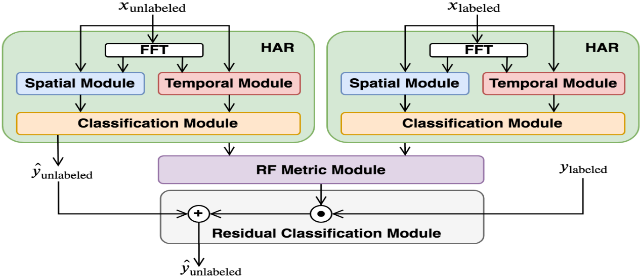 x_unlabeled x_labeled
FFT HAR FFT HAR
Spatial Module Temporal Module Spatial Module Temporal Module
Classification Module Classification Module
ŷ_unlabeled RF Metric Module y_labeled
+ •
Residual Classification Module
ŷ_unlabeled